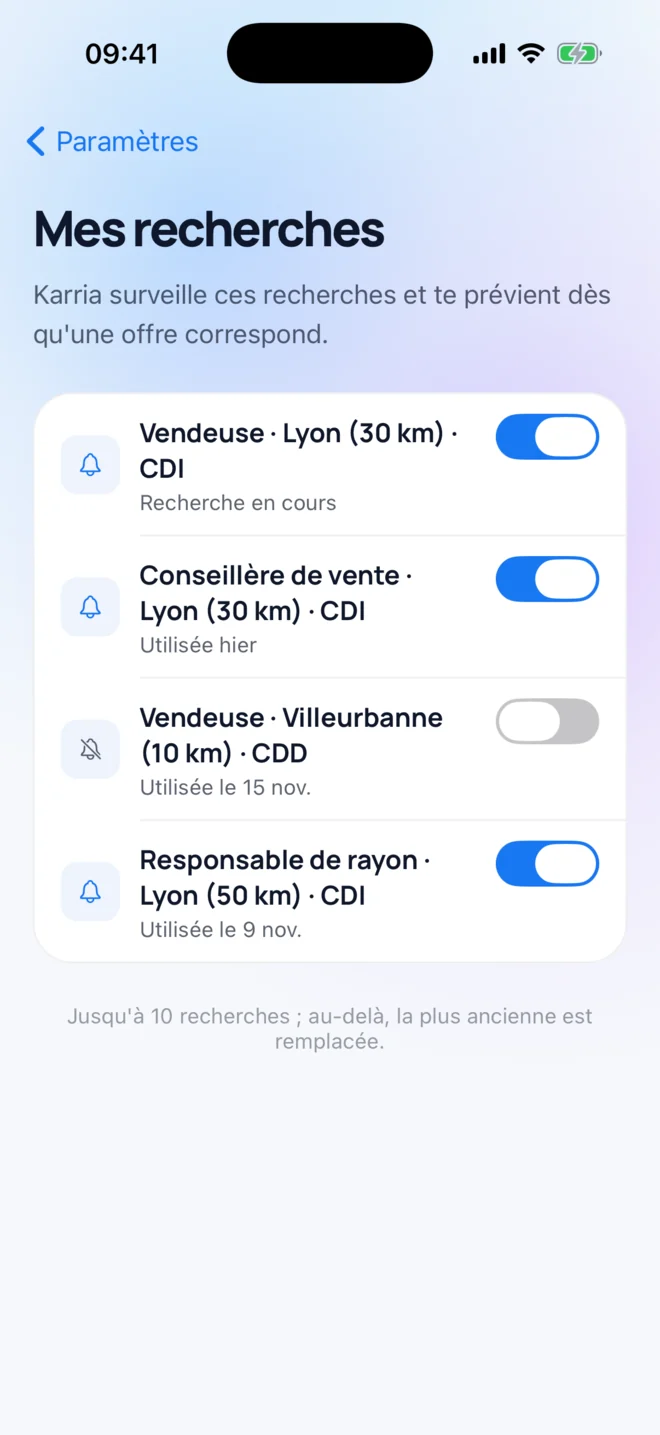 09:41
Paramètres
Mes recherches
Karria surveille ces recherches et te prévient dès
qu'une offre correspond.
Vendeuse · Lyon (30 km) ·
CDI
Recherche en cours
Conseillère de vente ·
Lyon (30 km) · CDI
Utilisée hier
Vendeuse · Villeurbanne
(10 km) · CDD
Utilisée le 15 nov.
Responsable de rayon ·
Lyon (50 km) · CDI
Utilisée le 9 nov.
Jusqu'à 10 recherches ; au-delà, la plus ancienne est
remplacée.